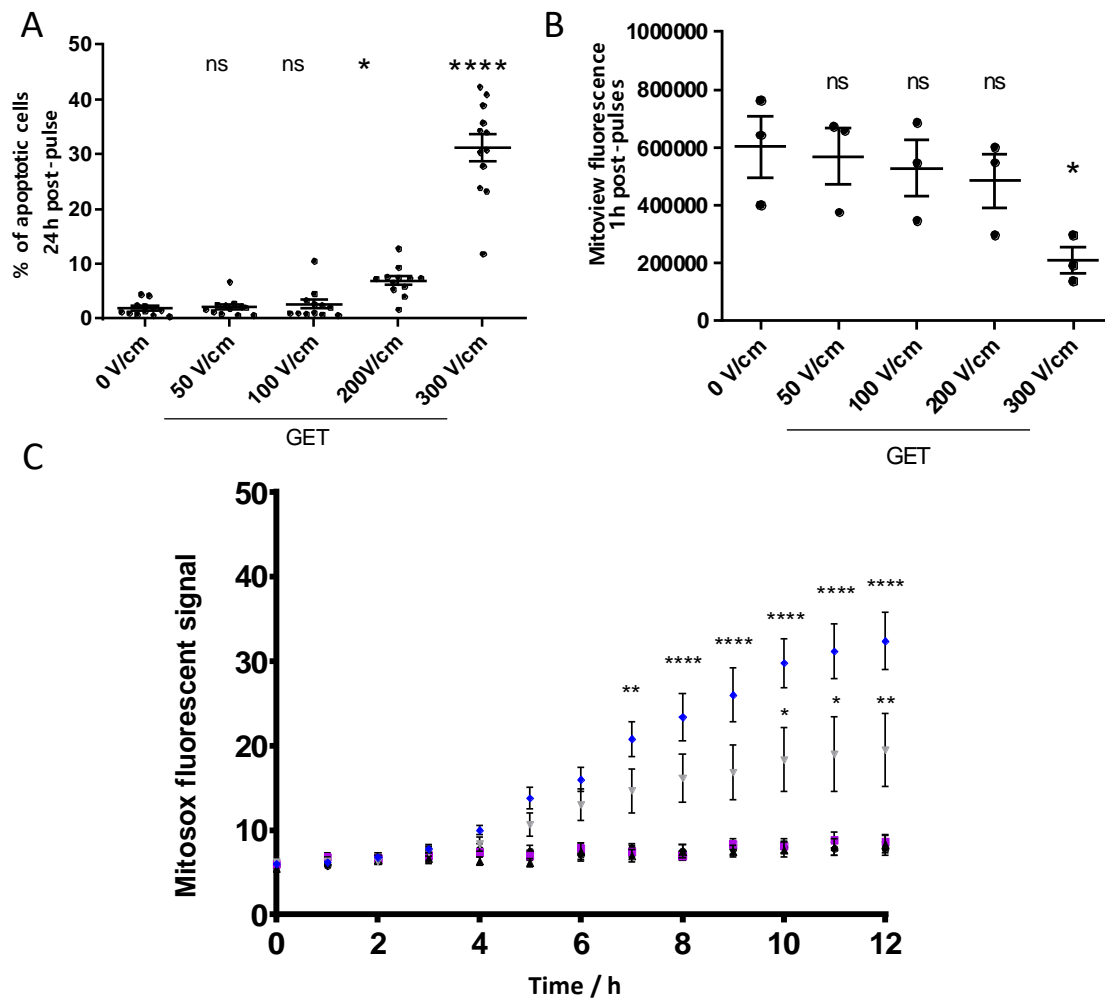 A
% of apoptotic cells
24h post-pulse
50
40
30
20
10
0
ns ns * ****
0 V/cm
50 V/cm
100 V/cm
200V/cm
300 V/cm
GET
B
Mitoview fluorescence
1h post-pulses
1000000
800000
600000
400000
200000
0
ns ns ns *
0 V/cm
50 V/cm
100 V/cm
200 V/cm
300 V/cm
GET
C
Mitosox fluorescent signal
50
40
30
20
10
0
** **** **** **** **** ****
* * **
0 2 4 6 8 10 12
Time / h